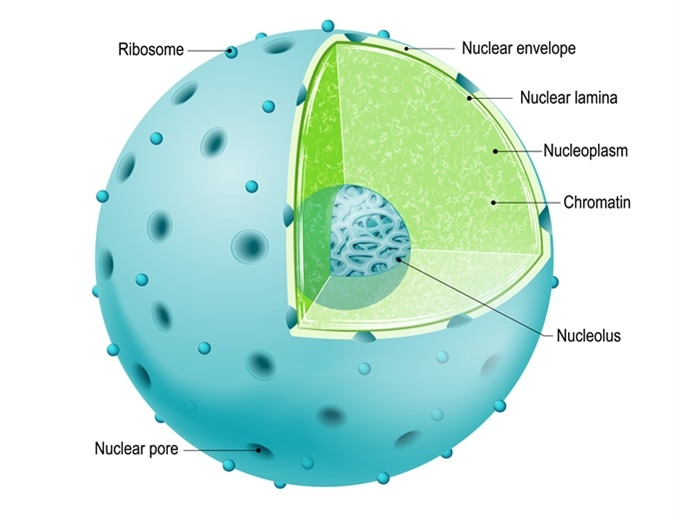 Ribosome
Nuclear envelope
Nuclear lamina
Nucleoplasm
Chromatin
Nucleolus
Nuclear pore